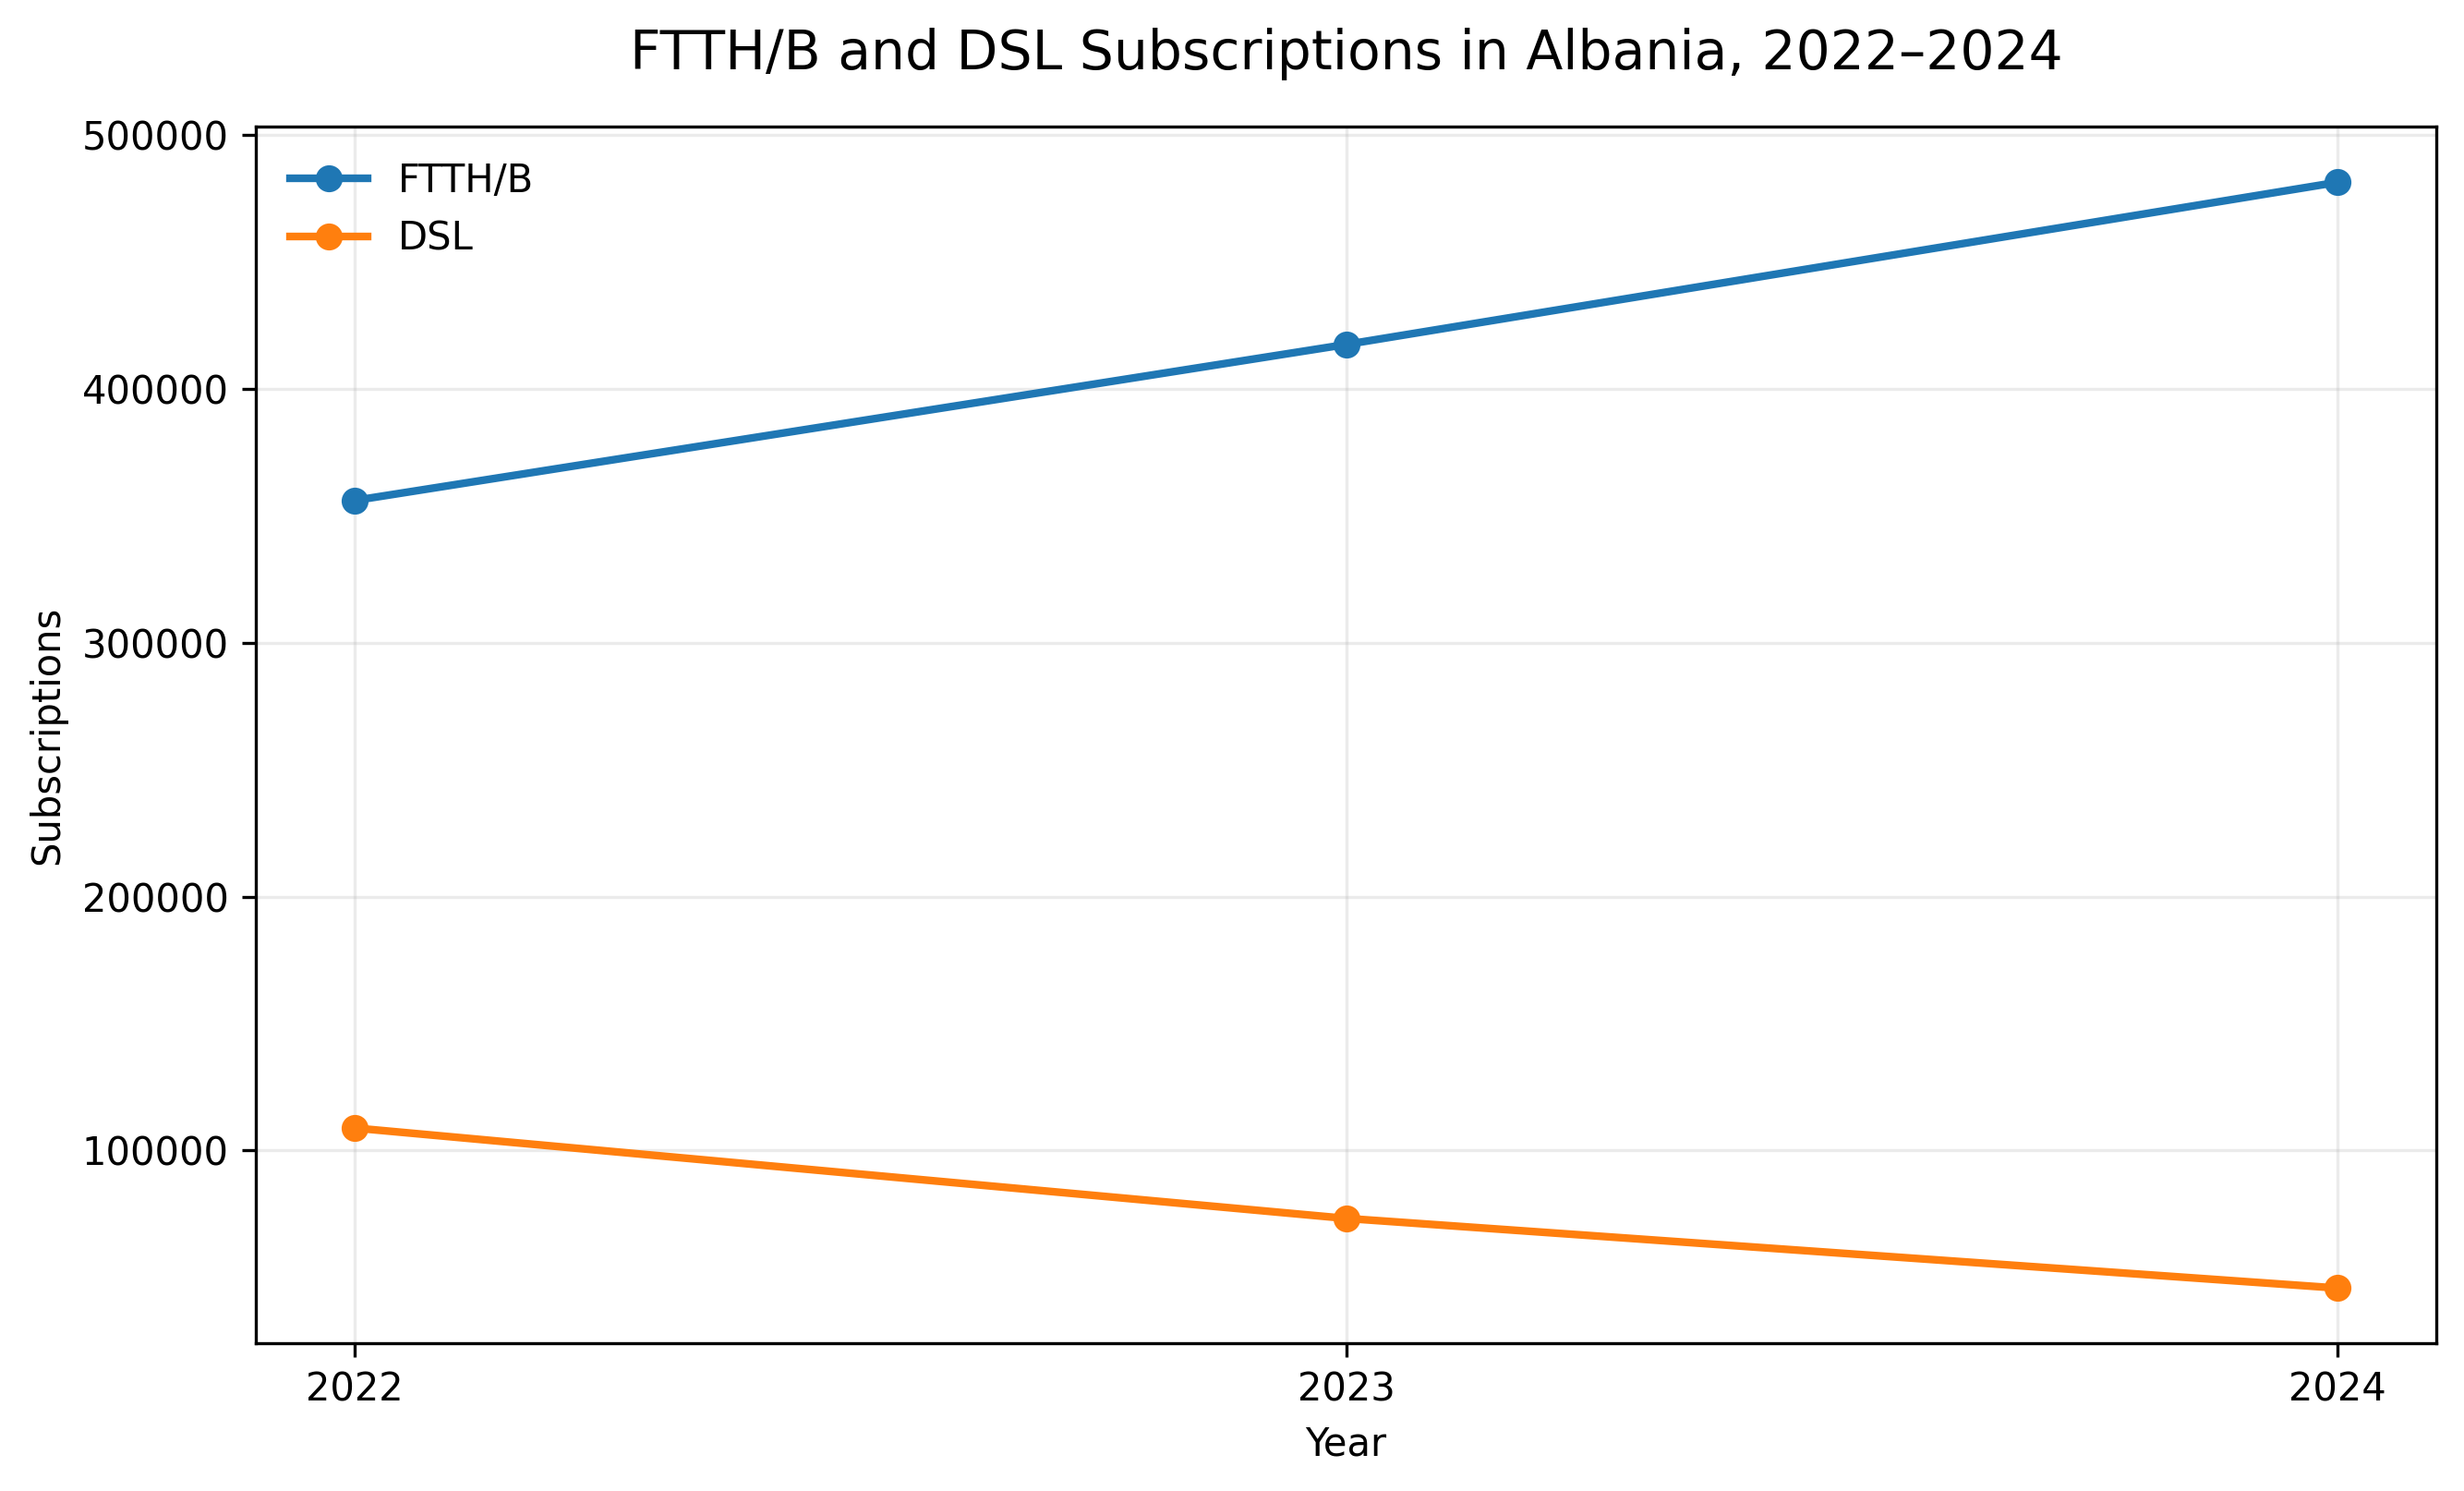 FTTH/B and DSL Subscriptions in Albania, 2022–2024
FTTH/B
DSL
500000
400000
300000
200000
100000
Subscriptions
2022
2023
2024
Year